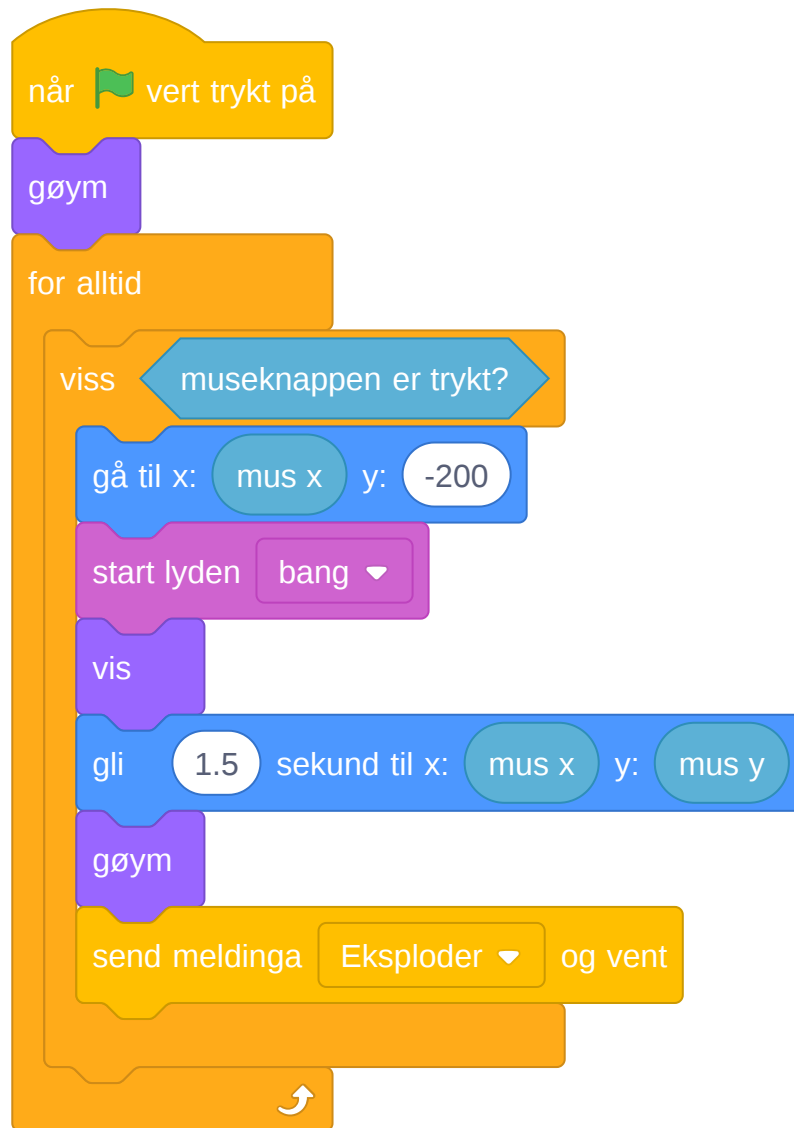 når vert trykt på
gøym
for alltid
viss museknappen er trykt?
gå til x: mus x y: -200
start lyden bang
vis
gli 1.5 sekund til x: mus x y: mus y
gøym
send meldinga Eksploder og vent